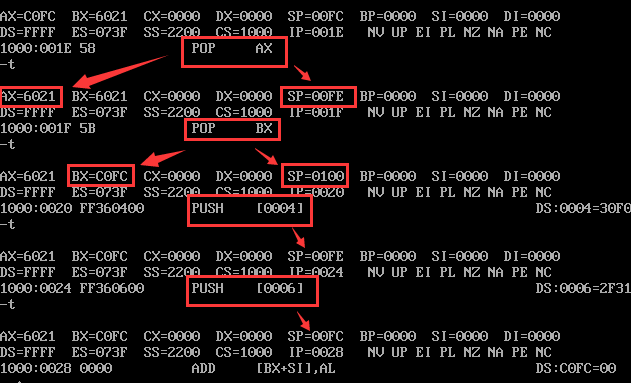 AX=C0FC BX=6021 CX=0000 DX=0000 SP=00FC BP=0000 SI=0000 DI=0000
DS=FFFF ES=073F SS=2200 CS=1000 IP=001E NV UP EI PL NZ NA PE NC
1000:001E 58 POP AX
-t
AX=6021 BX=6021 CX=0000 DX=0000 SP=00FE BP=0000 SI=0000 DI=0000
DS=FFFF ES=073F SS=2200 CS=1000 IP=001F NV UP EI PL NZ NA PE NC
1000:001F 5B POP BX
-t
AX=6021 BX=C0FC CX=0000 DX=0000 SP=0100 BP=0000 SI=0000 DI=0000
DS=FFFF ES=073F SS=2200 CS=1000 IP=0020 NV UP EI PL NZ NA PE NC
1000:0020 FF360400 PUSH [0004] DS:0004=30F0
-t
AX=6021 BX=C0FC CX=0000 DX=0000 SP=00FE BP=0000 SI=0000 DI=0000
DS=FFFF ES=073F SS=2200 CS=1000 IP=0024 NV UP EI PL NZ NA PE NC
1000:0024 FF360600 PUSH [0006] DS:0006=2F31
-t
AX=6021 BX=C0FC CX=0000 DX=0000 SP=00FC BP=0000 SI=0000 DI=0000
DS=FFFF ES=073F SS=2200 CS=1000 IP=0028 NV UP EI PL NZ NA PE NC
1000:0028 0000 ADD [BX+SI],AL DS:C0FC=00